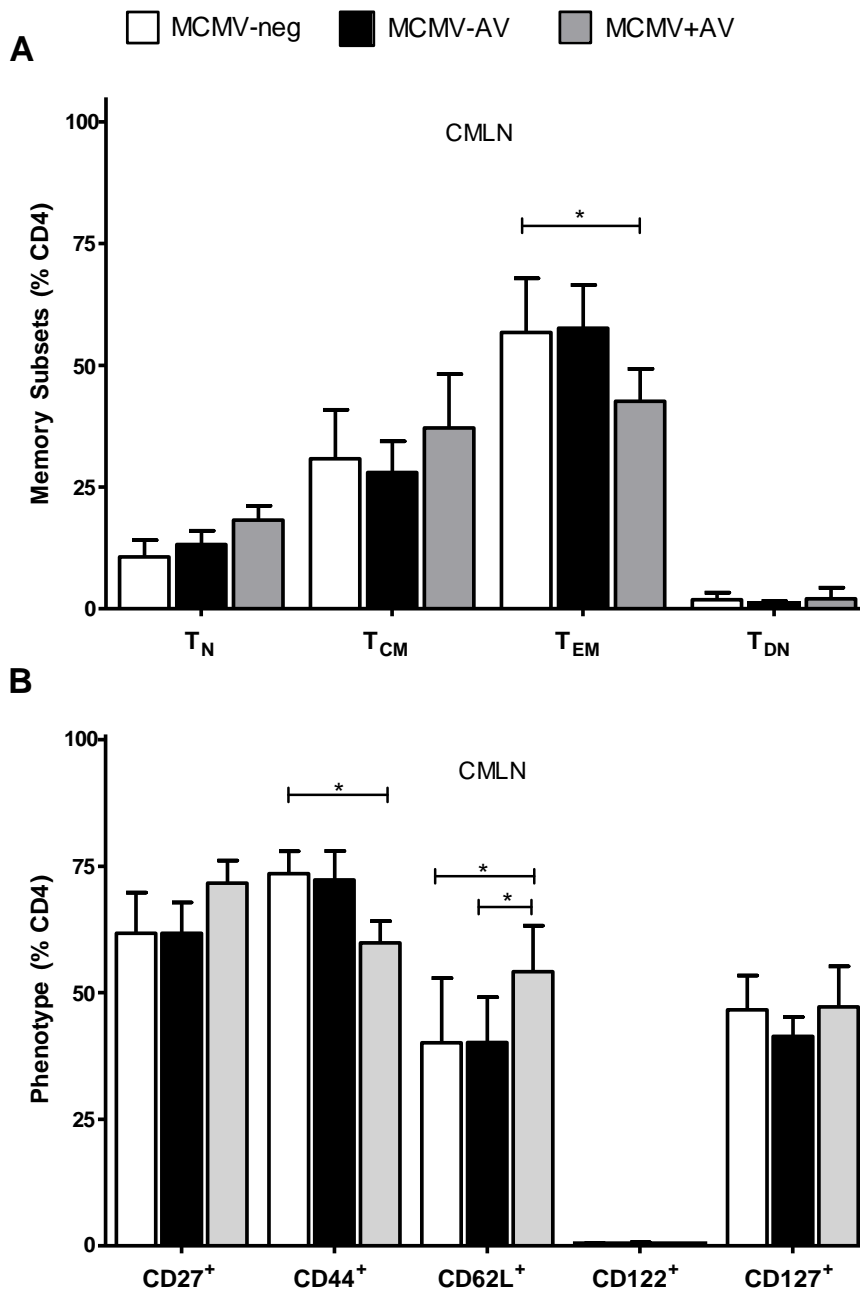 MCMV-neg MCMV-AV MCMV+AV
A
CMLN
100
75
50
25
0
Memory Subsets (% CD4)
*
TN TCM TEM TDN
B
CMLN
100
75
50
25
0
Phenotype (% CD4)
*
*
*
CD27+ CD44+ CD62L+ CD122+ CD127+